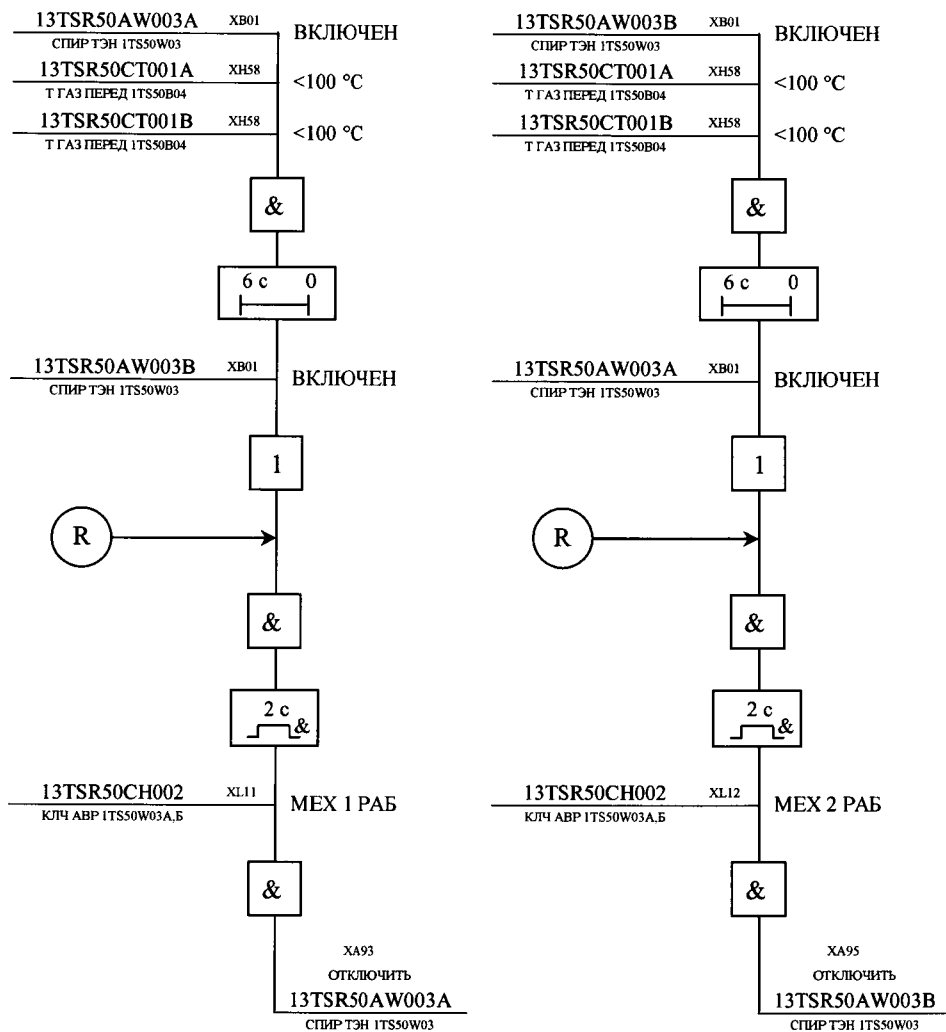 13TSR50AW003A XB01 ВКЛЮЧЕН
СПИР ТЭН 1TS50W03
13TSR50CT001A XH58 <100 °C
Т ГАЗ ПЕРЕД 1TS50B04
13TSR50CT001B XH58 <100 °C
Т ГАЗ ПЕРЕД 1TS50B04
&
6 с 0
13TSR50AW003B XB01 ВКЛЮЧЕН
СПИР ТЭН 1TS50W03
1
R
&
2 с
&
13TSR50CH002 XL11 МЕХ 1 РАБ
КЛЧ АВР 1TS50W03А,Б
&
XA93
ОТКЛЮЧИТЬ
13TSR50AW003A
СПИР ТЭН 1TS50W03
13TSR50AW003B XB01 ВКЛЮЧЕН
СПИР ТЭН 1TS50W03
13TSR50CT001A XH58 <100 °C
Т ГАЗ ПЕРЕД 1TS50B04
13TSR50CT001B XH58 <100 °C
Т ГАЗ ПЕРЕД 1TS50B04
&
6 с 0
13TSR50AW003A XB01 ВКЛЮЧЕН
СПИР ТЭН 1TS50W03
1
R
&
2 с
&
13TSR50CH002 XL12 МЕХ 2 РАБ
КЛЧ АВР 1TS50W03А,Б
&
XA95
ОТКЛЮЧИТЬ
13TSR50AW003B
СПИР ТЭН 1TS50W03